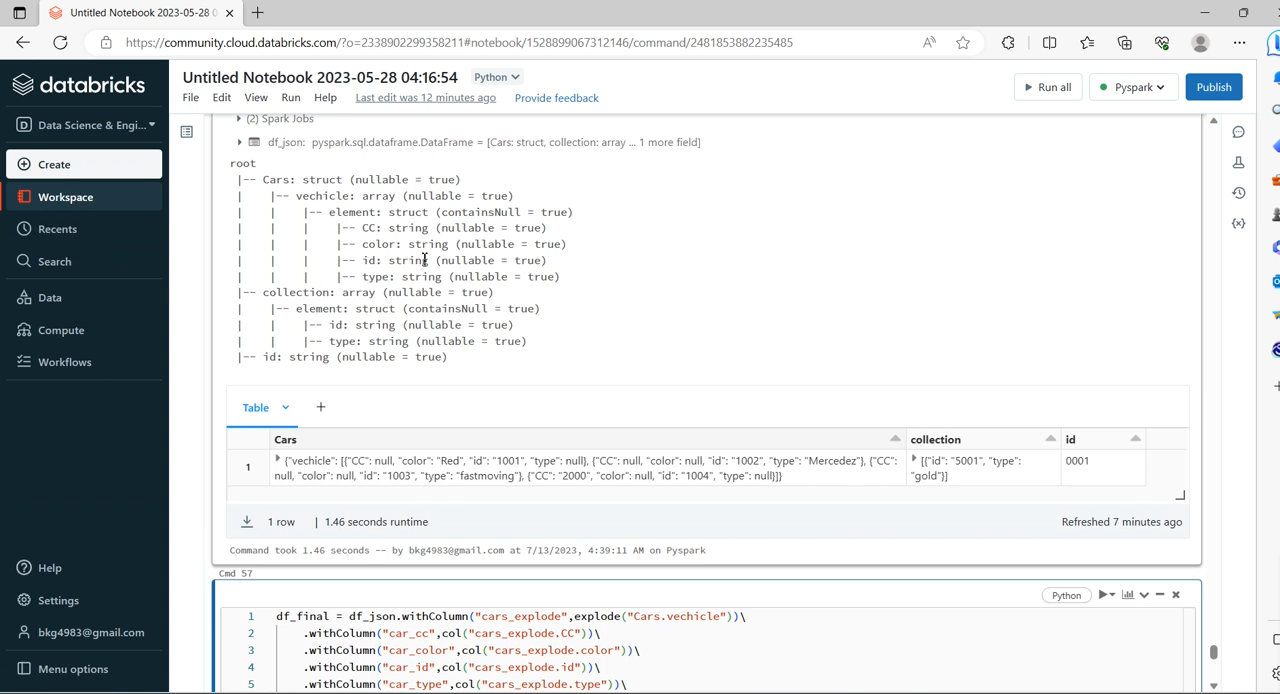 Untitled Notebook 2023-05-28 0
https://community.cloud.databricks.com/?o=2338902299358211#notebook/1528899067312146/command/2481853882235485
databricks
D Data Science & Engi...
Create
Workspace
Recents
Search
Data
Compute
Workflows
Help
Settings
bkg4983@gmail.com
Menu options
Untitled Notebook 2023-05-28 04:16:54 Python
File Edit View Run Help Last edit was 12 minutes ago Provide feedback
Run all Pyspark Publish
(2) Spark Jobs
df_json: pyspark.sql.dataframe.DataFrame = [Cars: struct, collection: array ... 1 more field]
root
|-- Cars: struct (nullable = true)
| |-- vechicle: array (nullable = true)
| | |-- element: struct (containsNull = true)
| | | |-- CC: string (nullable = true)
| | | |-- color: string (nullable = true)
| | | |-- id: string (nullable = true)
| | | |-- type: string (nullable = true)
|-- collection: array (nullable = true)
| |-- element: struct (containsNull = true)
| | |-- id: string (nullable = true)
| | |-- type: string (nullable = true)
|-- id: string (nullable = true)
Table +
Cars collection id
1 {"vechicle": [{"CC": null, "color": "Red", "id": "1001", "type": null}, {"CC": null, "color": null, "id": "1002", "type": "Mercedez"}, {"CC": [{"id": "5001", "type": 0001
null, "color": null, "id": "1003", "type": "fastmoving"}, {"CC": "2000", "color": null, "id": "1004", "type": null}]} "gold"}]
1 row | 1.46 seconds runtime Refreshed 7 minutes ago
Command took 1.46 seconds -- by bkg4983@gmail.com at 7/13/2023, 4:39:11 AM on Pyspark
Cmd 57
Python
1 df_final = df_json.withColumn("cars_explode",explode("Cars.vechicle"))\
2 .withColumn("car_cc",col("cars_explode.CC"))\
3 .withColumn("car_color",col("cars_explode.color"))\
4 .withColumn("car_id",col("cars_explode.id"))\
5 .withColumn("car_type",col("cars_explode.type"))\